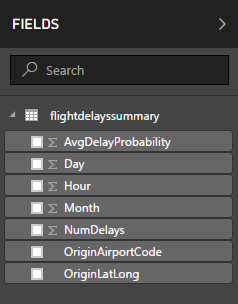 FIELDS
Search
flightdelayssummary
AvgDelayProbability
Day
Hour
Month
NumDelays
OriginAirportCode
OriginLatLong